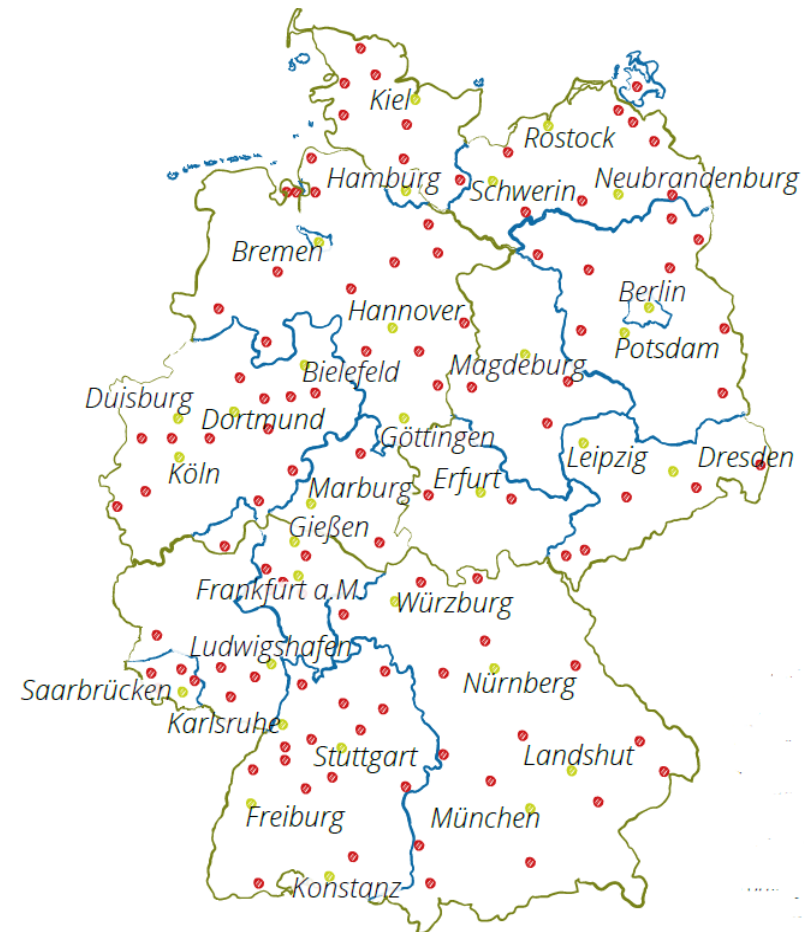 Kiel
Rostock
Hamburg
Schwerin
Neubrandenburg
Bremen
Berlin
Hannover
Potsdam
Magdeburg
Bielefeld
Duisburg
Dortmund
Göttingen
Leipzig
Dresden
Köln
Erfurt
Marburg
Gießen
Frankfurt a.M.
Würzburg
Ludwigshafen
Nürnberg
Saarbrücken
Karlsruhe
Stuttgart
Landshut
Freiburg
München
Konstanz